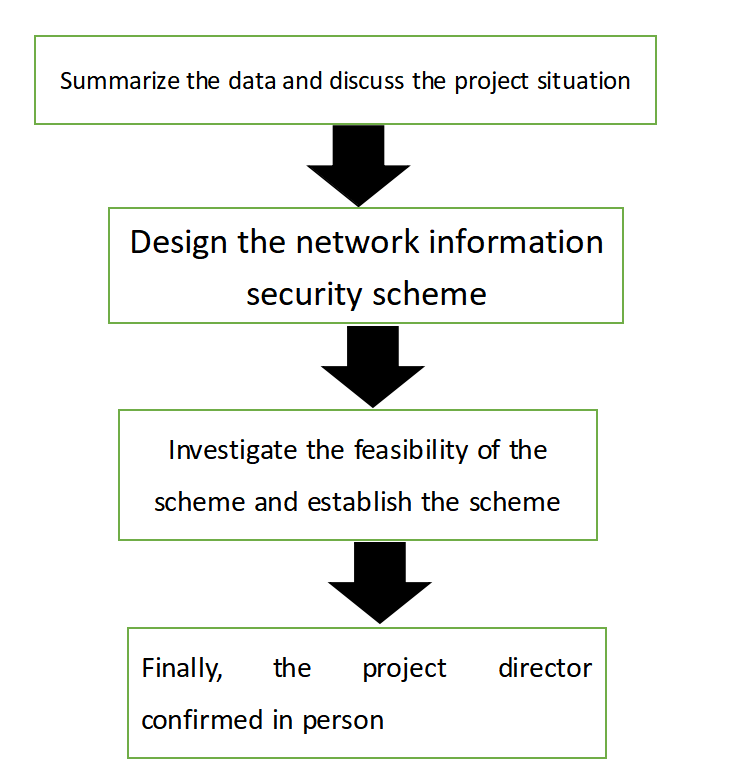 Summarize the data and discuss the project situation
Design the network information
security scheme
Investigate the feasibility of the
scheme and establish the scheme
Finally, the project director
confirmed in person